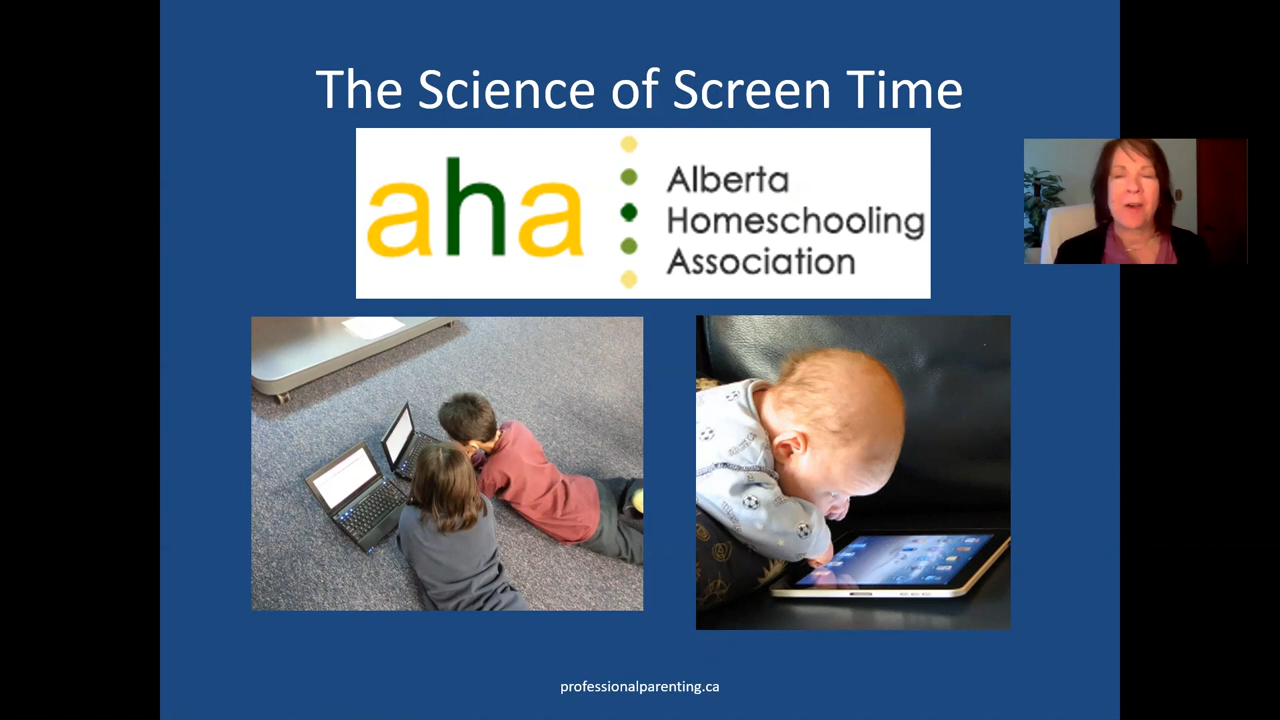 The Science of Screen Time
aha
Alberta
Homeschooling
Association
professionalparenting.ca